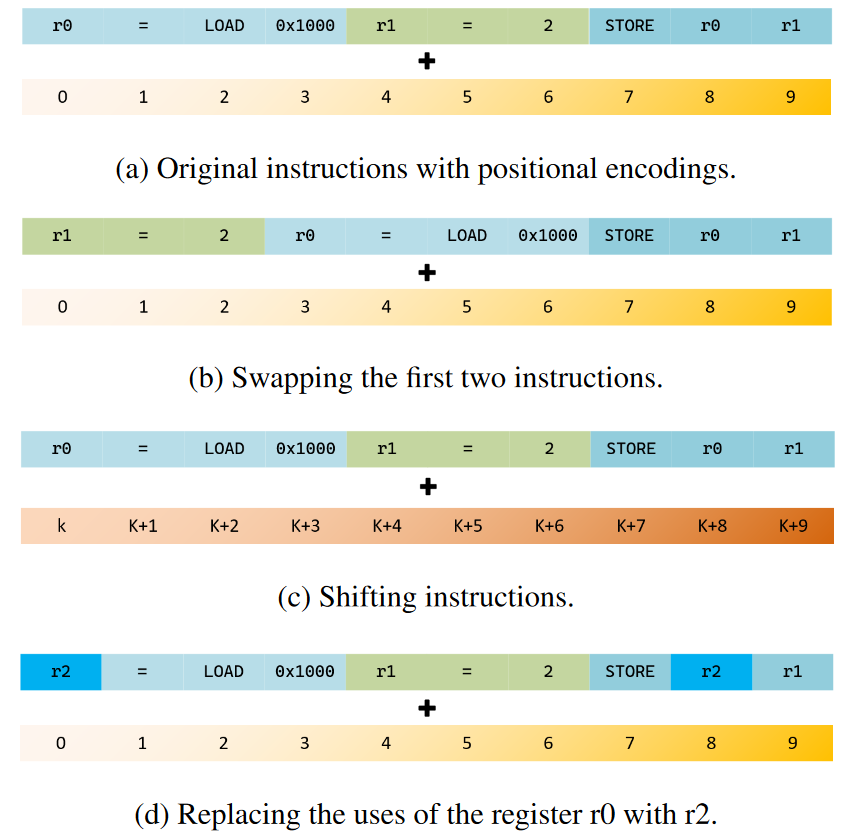 r0 = LOAD 0x1000 r1 = 2 STORE r0 r1
+
0 1 2 3 4 5 6 7 8 9
(a) Original instructions with positional encodings.
r1 = 2 r0 = LOAD 0x1000 STORE r0 r1
+
0 1 2 3 4 5 6 7 8 9
(b) Swapping the first two instructions.
r0 = LOAD 0x1000 r1 = 2 STORE r0 r1
+
k K+1 K+2 K+3 K+4 K+5 K+6 K+7 K+8 K+9
(c) Shifting instructions.
r2 = LOAD 0x1000 r1 = 2 STORE r2 r1
+
0 1 2 3 4 5 6 7 8 9
(d) Replacing the uses of the register r0 with r2.